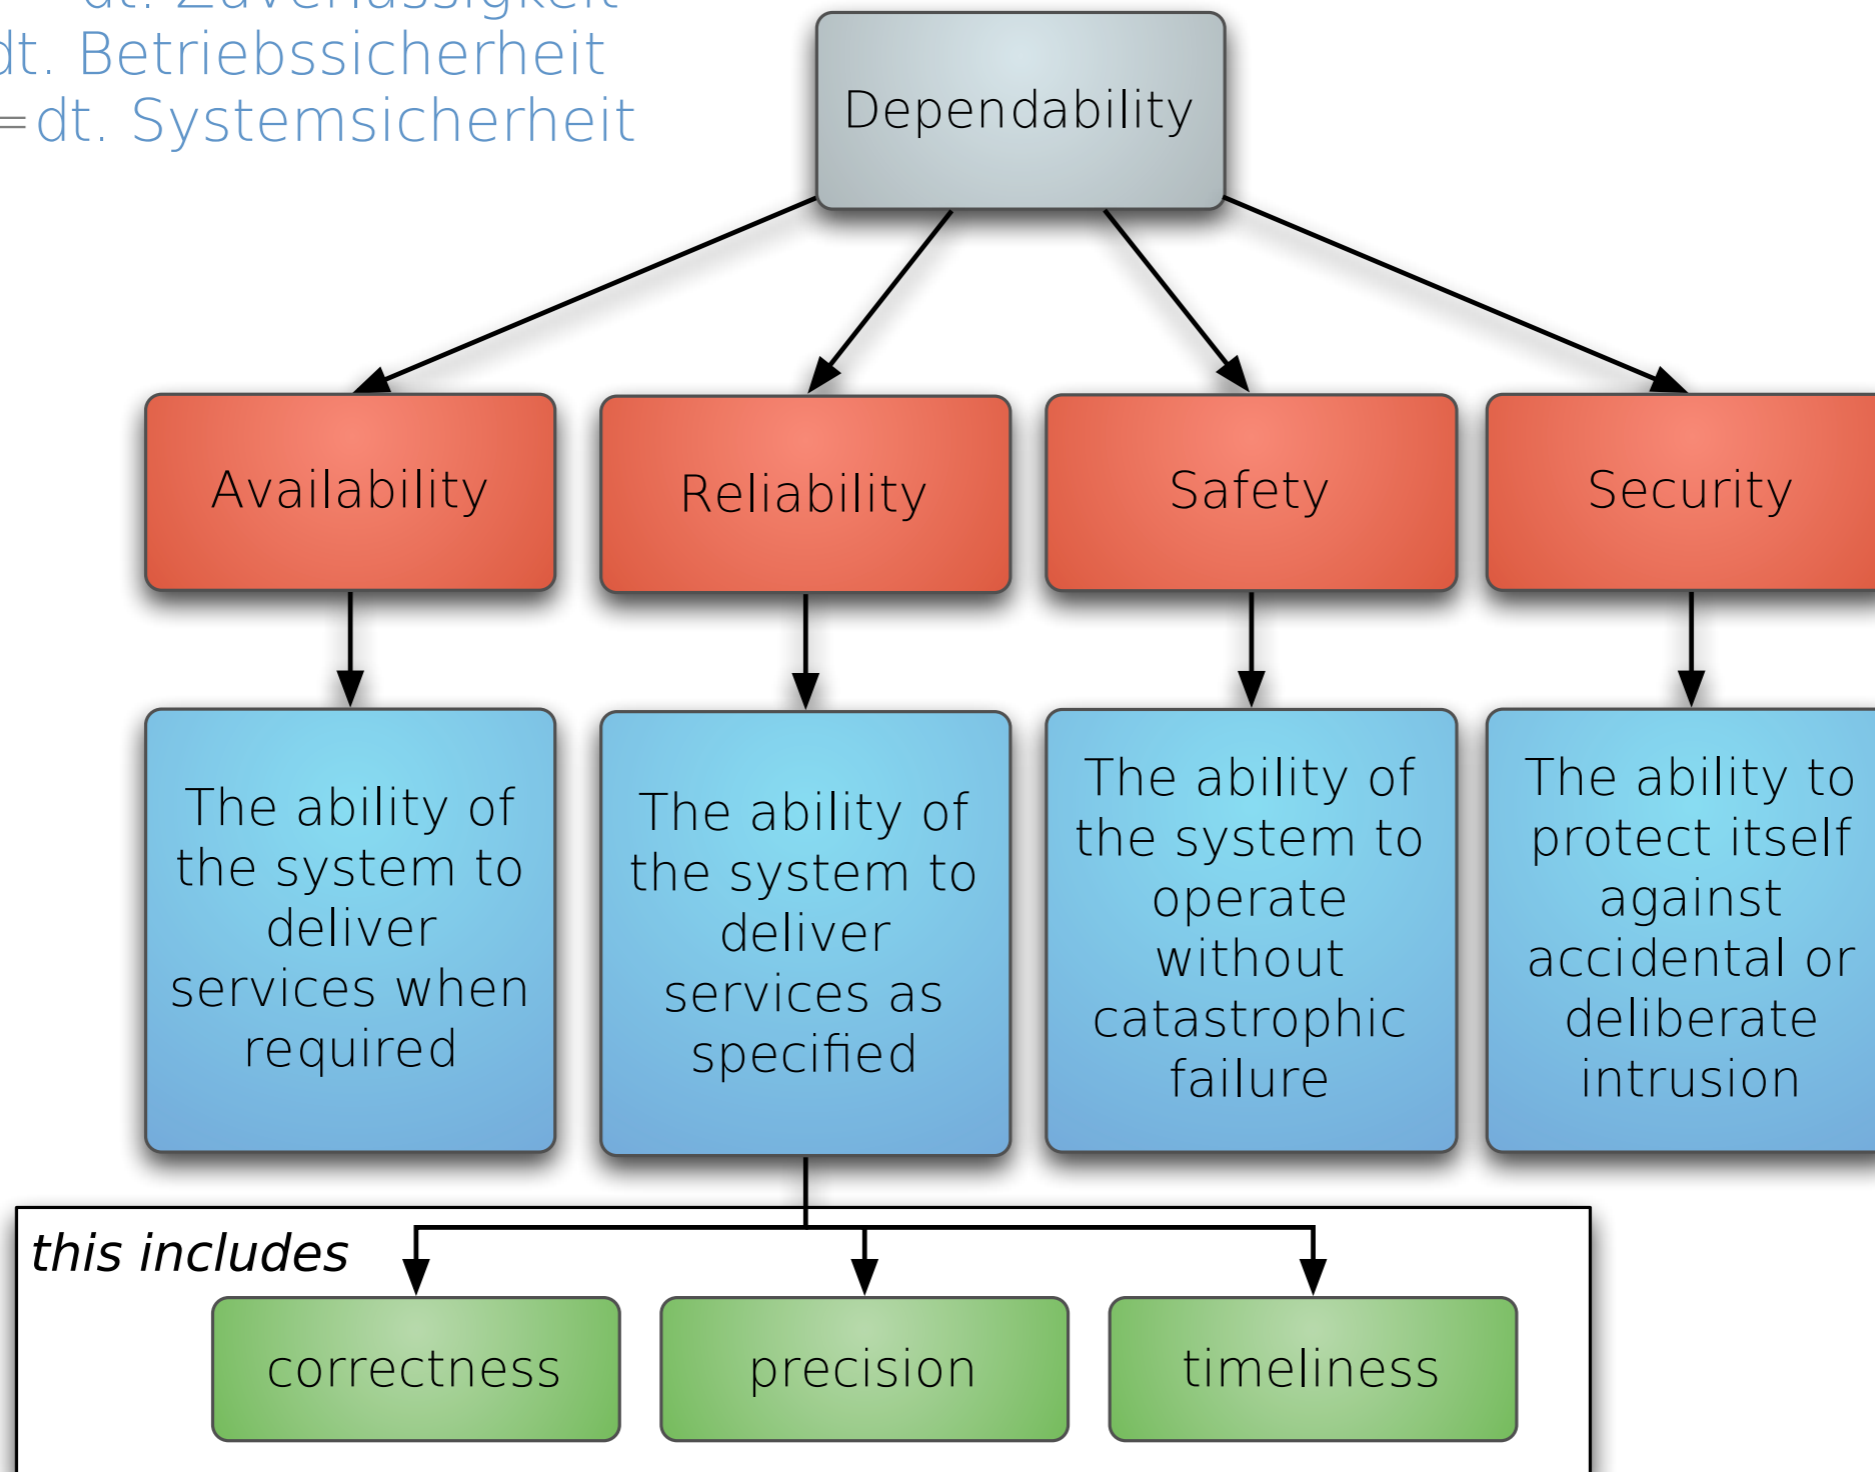 dt. Zuverlässigkeit
dt. Betriebssicherheit
=dt. Systemsicherheit
Dependability
Availability
Reliability
Safety
Security
The ability of
the system to
deliver
services when
required
The ability of
the system to
deliver
services as
specified
The ability of
the system to
operate
without
catastrophic
failure
The ability to
protect itself
against
accidental or
deliberate
intrusion
this includes
correctness
precision
timeliness